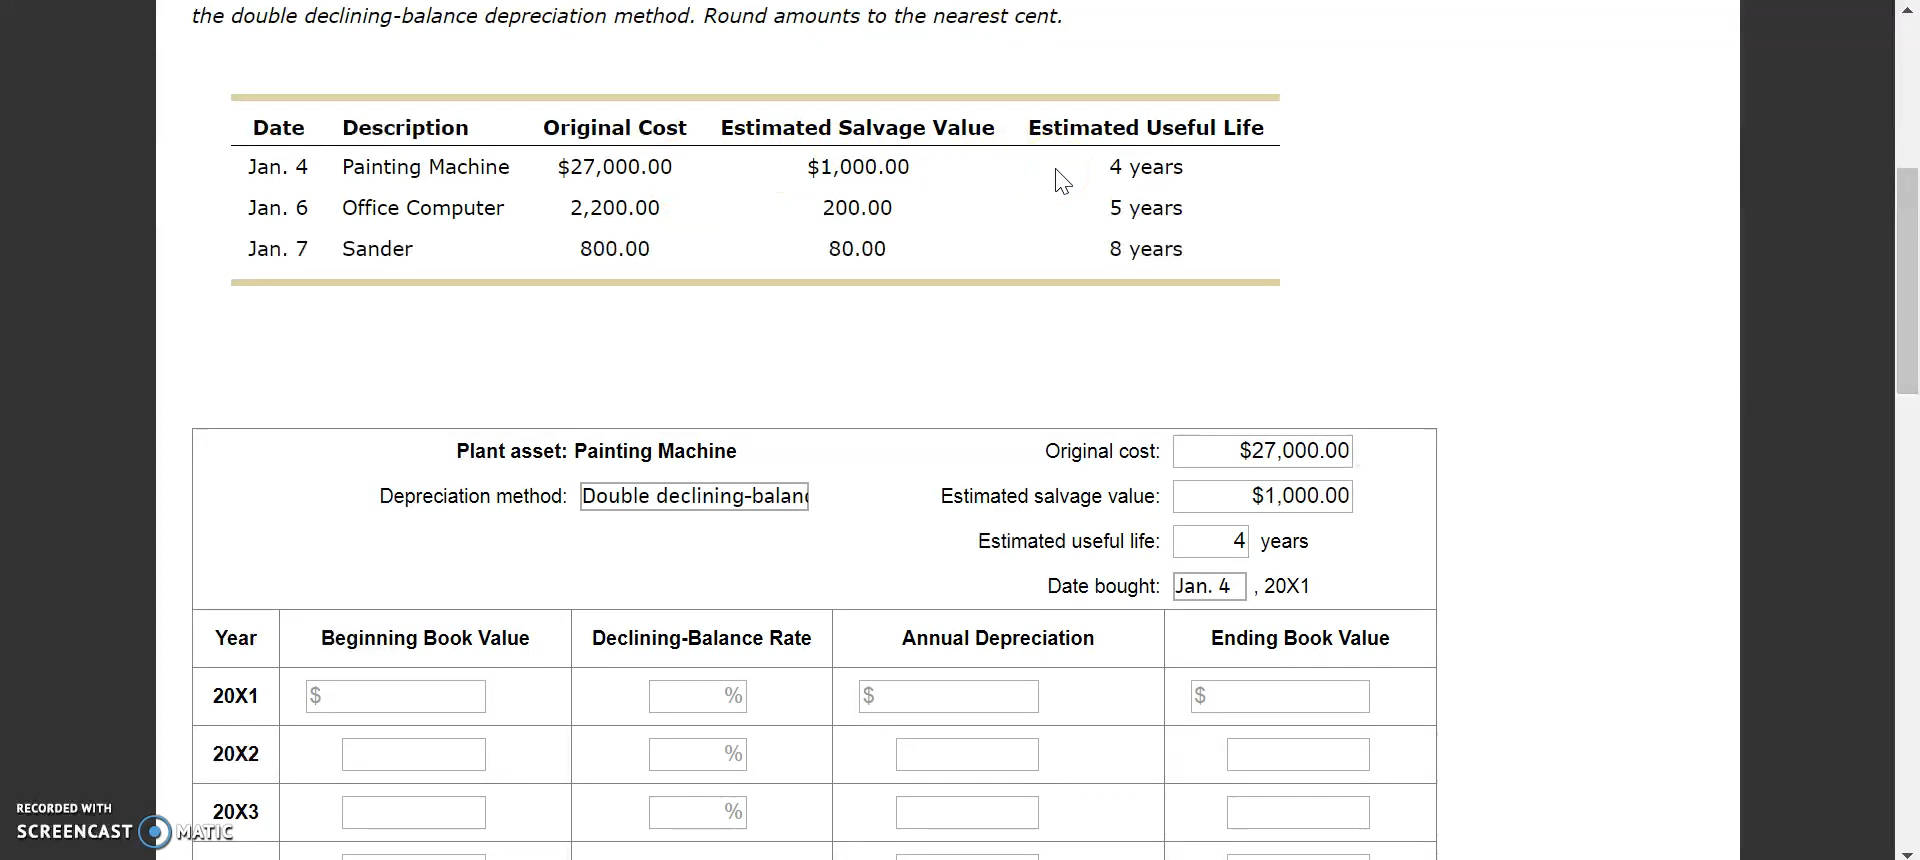 the double declining-balance depreciation method. Round amounts to the nearest cent.
Date Description Original Cost Estimated Salvage Value Estimated Useful Life
Jan. 4 Painting Machine $27,000.00 $1,000.00 4 years
Jan. 6 Office Computer 2,200.00 200.00 5 years
Jan. 7 Sander 800.00 80.00 8 years
Plant asset: Painting Machine Original cost: $27,000.00
Depreciation method: Double declining-balanc Estimated salvage value: $1,000.00
Estimated useful life: 4 years
Date bought: Jan. 4 , 20X1
Year Beginning Book Value Declining-Balance Rate Annual Depreciation Ending Book Value
20X1 $ % $ $
20X2 %
20X3 %
RECORDED WITH
SCREENCAST MATIC